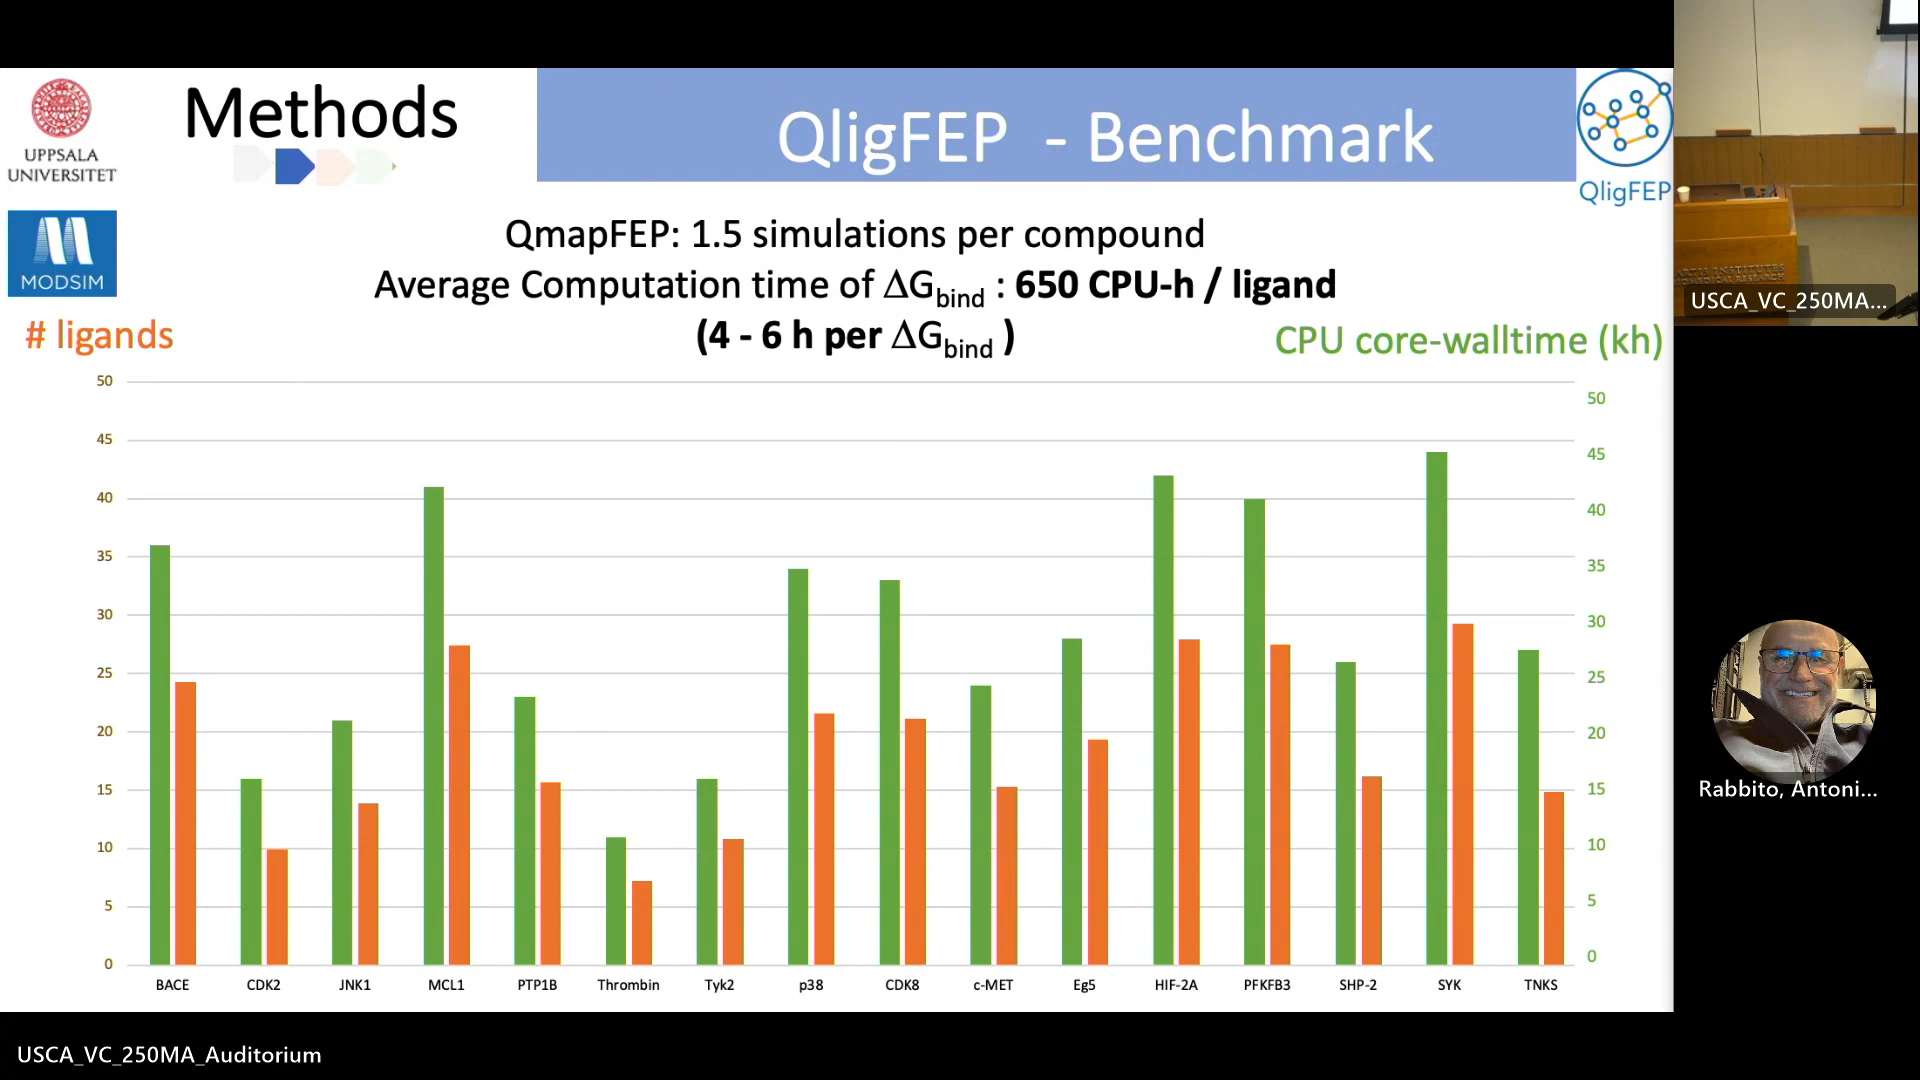 Methods
QligFEP - Benchmark
UPPSALA
UNIVERSITET
QligFEP
MODSIM
QmapFEP: 1.5 simulations per compound
Average Computation time of ΔGbind : 650 CPU-h / ligand
(4 - 6 h per ΔGbind )
# ligands
CPU core-walltime (kh)
50
45
40
35
30
25
20
15
10
5
0
50
45
40
35
30
25
20
15
10
5
0
BACE CDK2 JNK1 MCL1 PTP1B Thrombin Tyk2 p38 CDK8 c-MET Eg5 HIF-2A PFKFB3 SHP-2 SYK TNKS
USCA_VC_250MA...
Rabbito, Antoni...
USCA_VC_250MA_Auditorium